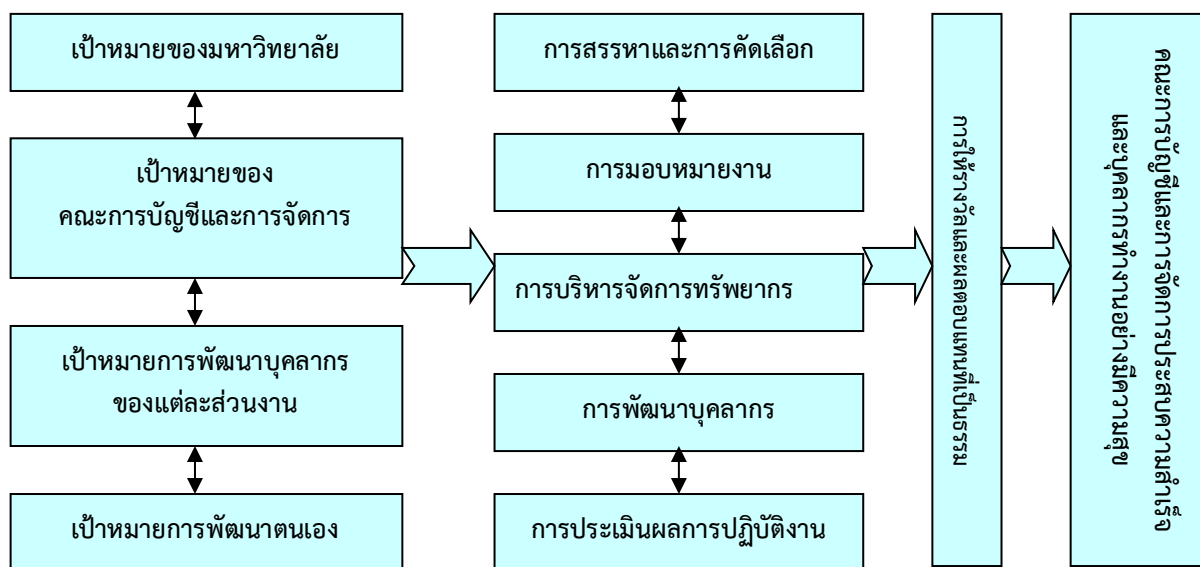 เป้าหมายของมหาวิทยาลัย
เป้าหมายของ
คณะการบัญชีและการจัดการ
เป้าหมายการพัฒนาบุคลากร
ของแต่ละส่วนงาน
เป้าหมายการพัฒนาตนเอง
การสรรหาและการคัดเลือก
การมอบหมายงาน
การบริหารจัดการทรัพยากร
การพัฒนาบุคลากร
การประเมินผลการปฏิบัติงาน
การให้รางวัลและผลตอบแทนที่เป็นธรรม
คณะการบัญชีและการจัดการประสบความสำเร็จ
และบุคลากรทำงานอย่างมีความสุข